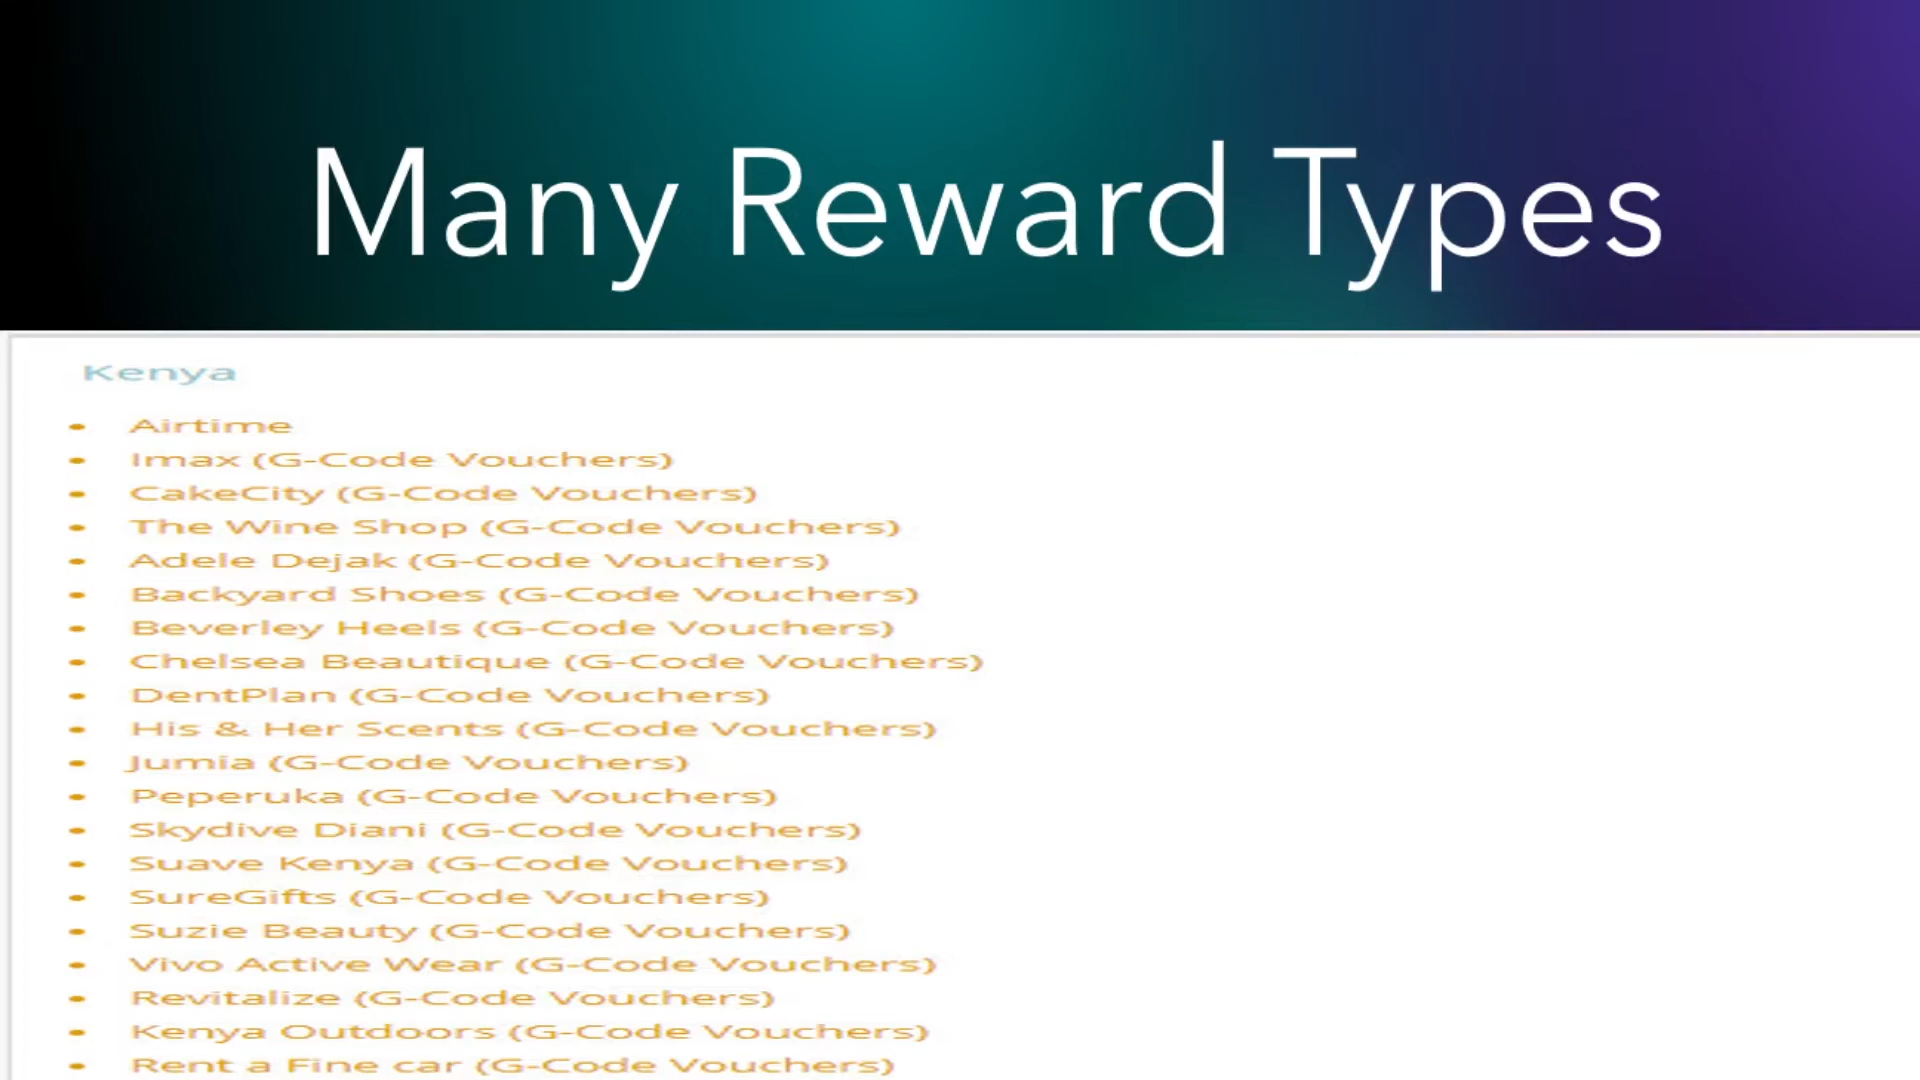 Many Reward Types
Kenya
• Airtime
• Imax (G-Code Vouchers)
• CakeCity (G-Code Vouchers)
• The Wine Shop (G-Code Vouchers)
• Adele Dejak (G-Code Vouchers)
• Backyard Shoes (G-Code Vouchers)
• Beverley Heels (G-Code Vouchers)
• Chelsea Beautique (G-Code Vouchers)
• DentPlan (G-Code Vouchers)
• His & Her Scents (G-Code Vouchers)
• Jumia (G-Code Vouchers)
• Peperuka (G-Code Vouchers)
• Skydive Diani (G-Code Vouchers)
• Suave Kenya (G-Code Vouchers)
• SureGifts (G-Code Vouchers)
• Suzie Beauty (G-Code Vouchers)
• Vivo Active Wear (G-Code Vouchers)
• Revitalize (G-Code Vouchers)
• Kenya Outdoors (G-Code Vouchers)
• Rent a Fine car (G-Code Vouchers)